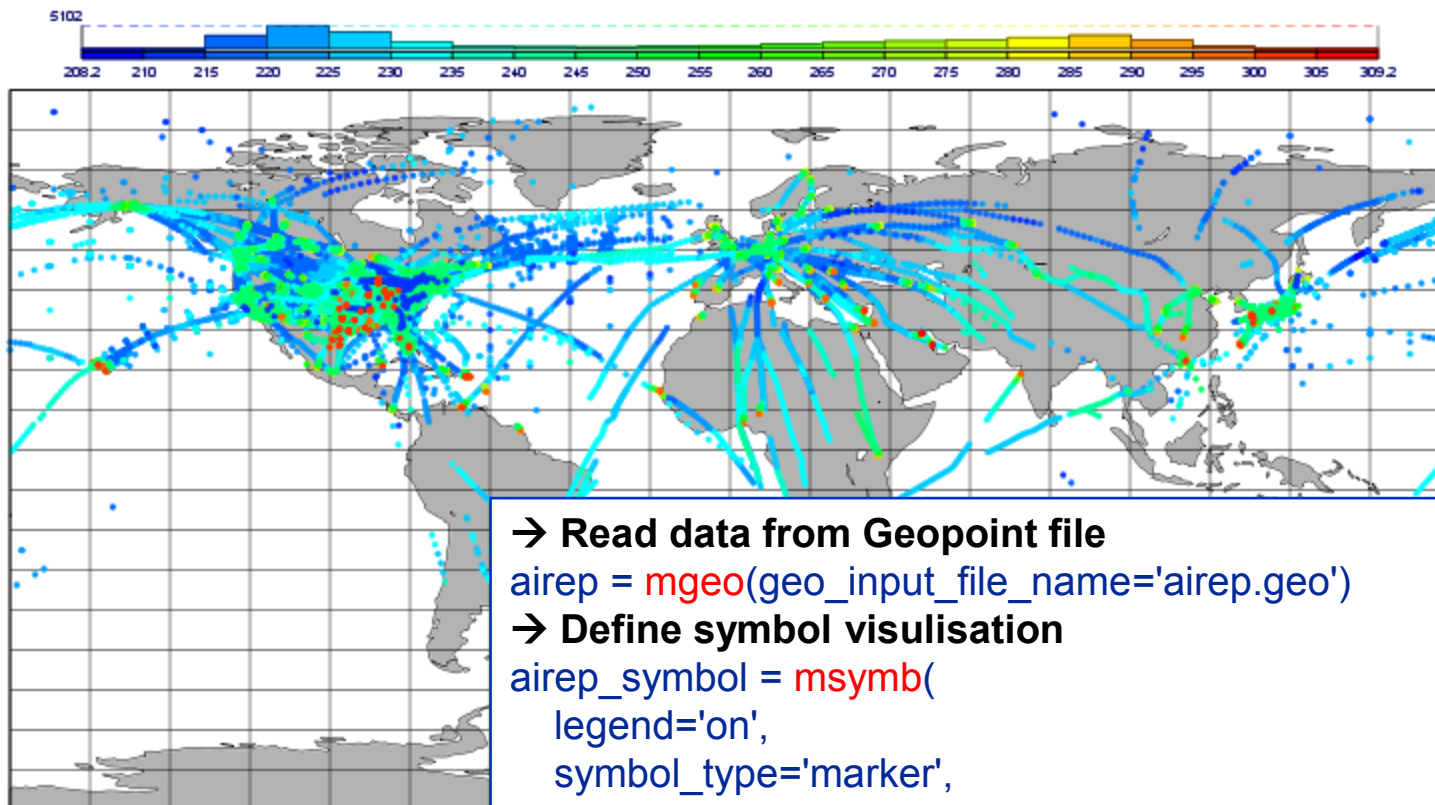 5102
208.2 210 215 220 225 230 235 240 245 250 255 260 265 270 275 280 285 290 295 300 305 309.2
→ Read data from Geopoint file
airep = mgeo(geo_input_file_name='airep.geo')
→ Define symbol visulisation
airep_symbol = msymb(
legend='on',
symbol_type='marker',